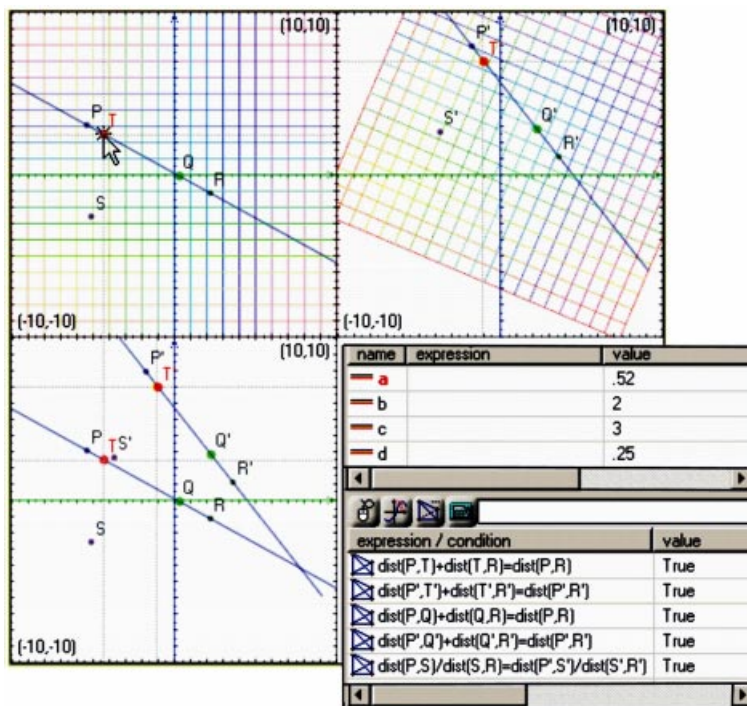 (10,10)
P
T
Q
R
S
(-10,-10)
(10,10)
P'
T
S'
Q'
R'
(-10,-10)
(10,10)
P'
T
Q'
R'
P
T
S'
Q
R
S
(-10,-10)
name expression value
a .52
b 2
c 3
d .25
expression / condition value
dist(P,T)+dist(T,R)=dist(P,R) True
dist(P',T')+dist(T',R')=dist(P',R') True
dist(P,Q)+dist(Q,R)=dist(P,R) True
dist(P',Q')+dist(Q',R')=dist(P',R') True
dist(P,S)/dist(S,R)=dist(P',S')/dist(S',R') True